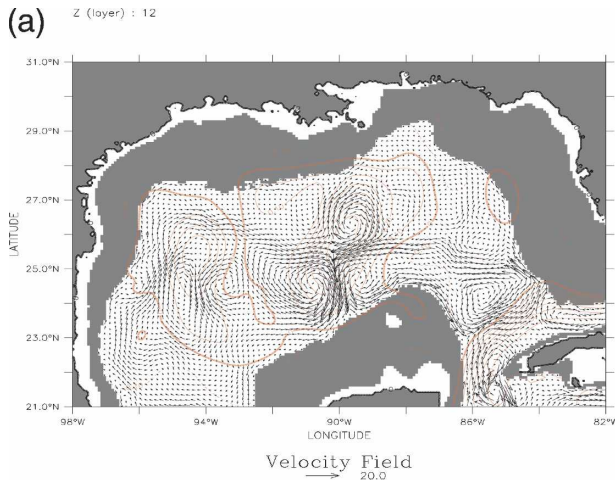 (a)
Z (layer) : 12
31.0°N
29.0°N
27.0°N
25.0°N
23.0°N
21.0°N
LATITUDE
98°W 94°W 90°W 86°W 82°W
LONGITUDE
Velocity Field
20.0